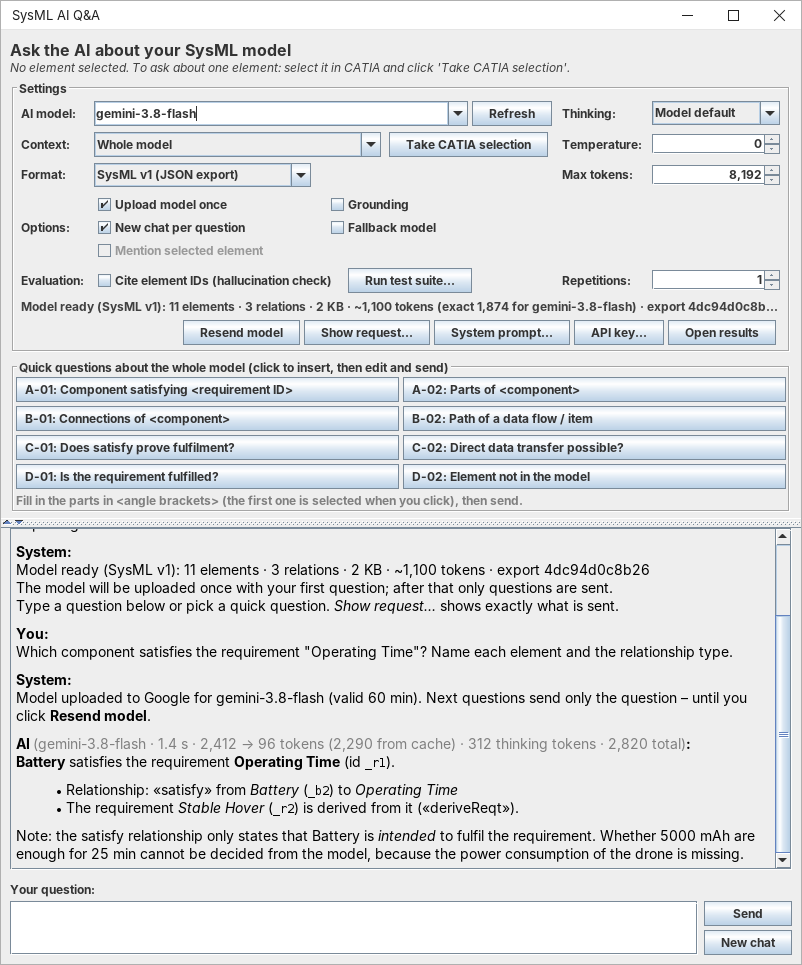 SysML AI Q&A
Ask the AI about your SysML model
No element selected. To ask about one element: select it in CATIA and click 'Take CATIA selection'.
Settings
AI model: gemini-3.8-flash Refresh Thinking: Model default
Context: Whole model Take CATIA selection Temperature: 0
Format: SysML v1 (JSON export) Max tokens: 8,192
Upload model once Grounding
Options: New chat per question Fallback model
Mention selected element
Evaluation: Cite element IDs (hallucination check) Run test suite... Repetitions: 1
Model ready (SysML v1): 11 elements · 3 relations · 2 KB · ~1,100 tokens (exact 1,874 for gemini-3.8-flash) · export 4dc94d0c8b...
Resend model Show request... System prompt... API key... Open results
Quick questions about the whole model (click to insert, then edit and send)
A-01: Component satisfying <requirement ID> A-02: Parts of <component>
B-01: Connections of <component> B-02: Path of a data flow / item
C-01: Does satisfy prove fulfilment? C-02: Direct data transfer possible?
D-01: Is the requirement fulfilled? D-02: Element not in the model
Fill in the parts in <angle brackets> (the first one is selected when you click), then send.
System:
Model ready (SysML v1): 11 elements · 3 relations · 2 KB · ~1,100 tokens · export 4dc94d0c8b26
The model will be uploaded once with your first question; after that only questions are sent.
Type a question below or pick a quick question. Show request... shows exactly what is sent.
You:
Which component satisfies the requirement "Operating Time"? Name each element and the relationship type.
System:
Model uploaded to Google for gemini-3.8-flash (valid 60 min). Next questions send only the question – until you
click Resend model.
AI (gemini-3.8-flash · 1.4 s · 2,412 → 96 tokens (2,290 from cache) · 312 thinking tokens · 2,820 total):
Battery satisfies the requirement Operating Time (id _r1).
• Relationship: «satisfy» from Battery (_b2) to Operating Time
• The requirement Stable Hover (_r2) is derived from it («deriveReqt»).
Note: the satisfy relationship only states that Battery is intended to fulfil the requirement. Whether 5000 mAh are
enough for 25 min cannot be decided from the model, because the power consumption of the drone is missing.
Your question:
Send
New chat